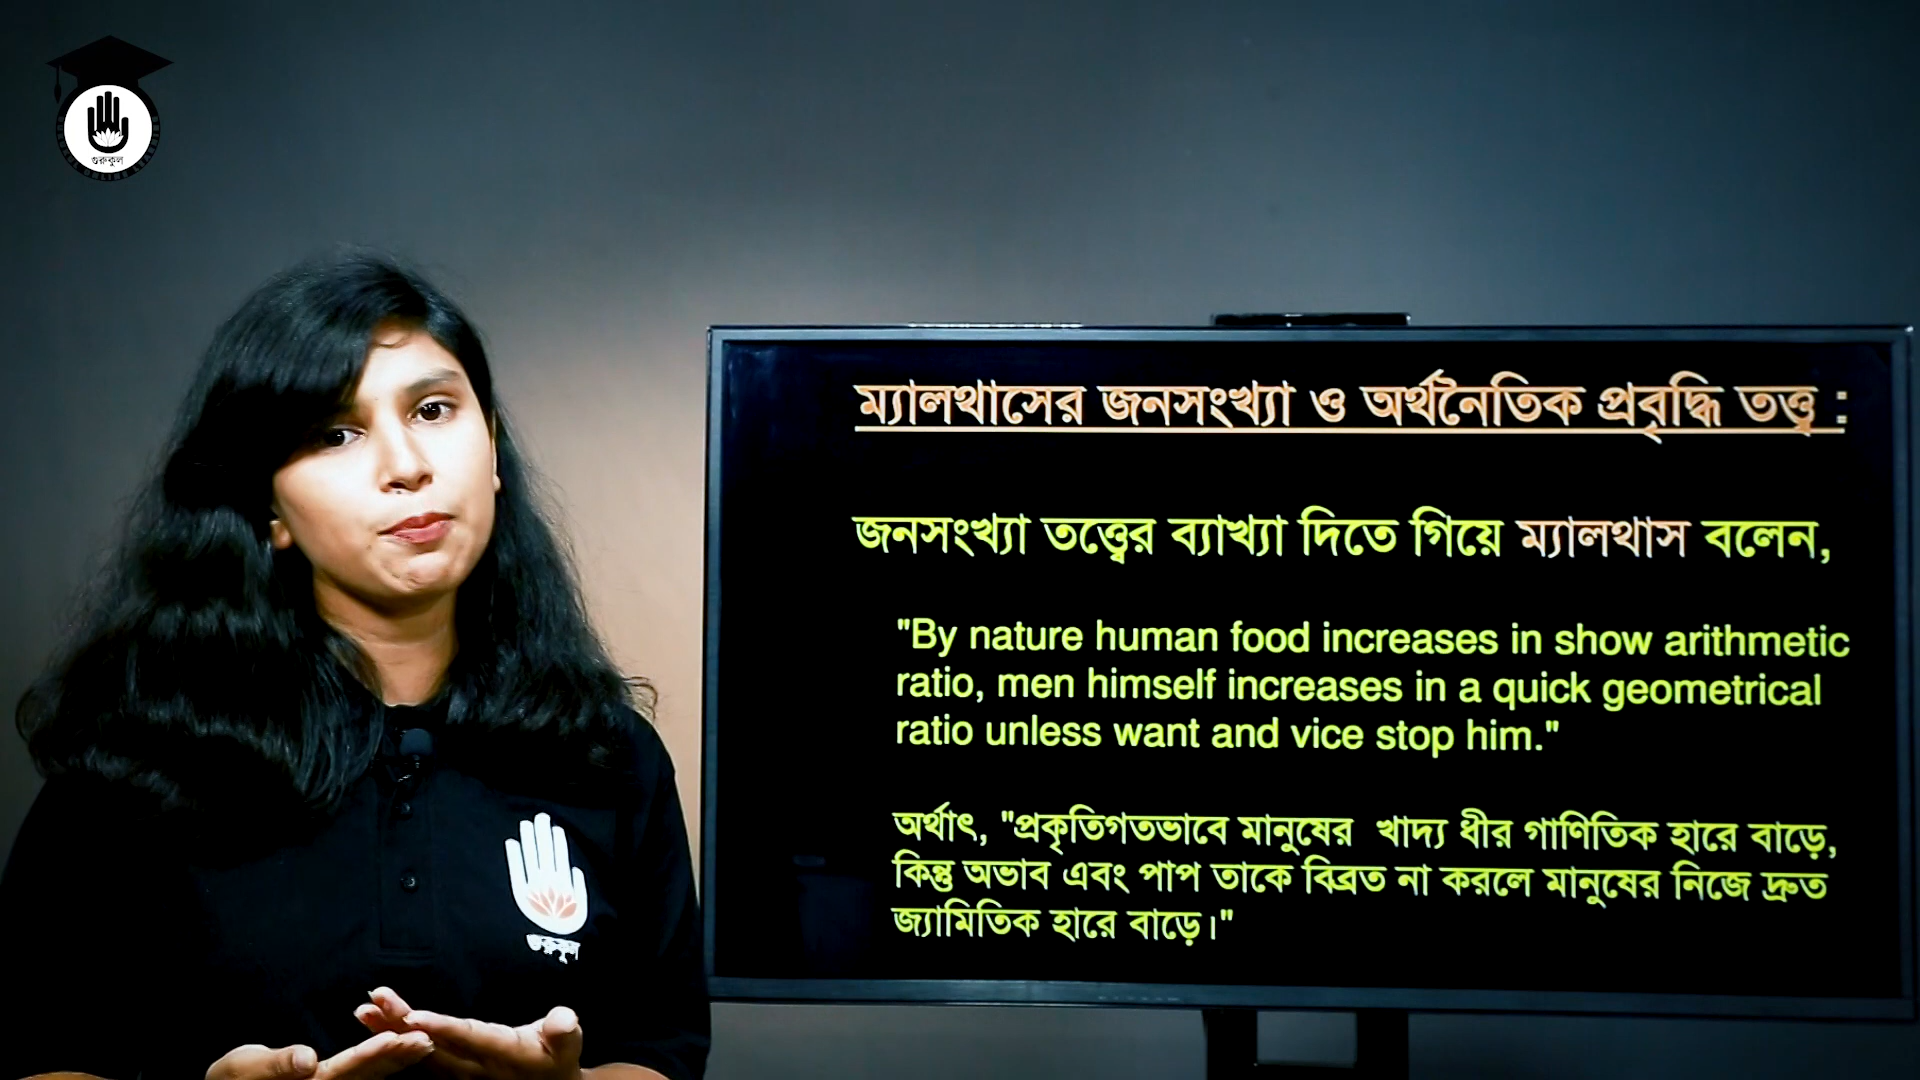 গুরুকুল
ম্যালথাসের জনসংখ্যা ও অর্থনৈতিক প্রবৃদ্ধি তত্ত্ব :
জনসংখ্যা তত্ত্বের ব্যাখ্যা দিতে গিয়ে ম্যালথাস বলেন,
"By nature human food increases in show arithmetic
ratio, men himself increases in a quick geometrical
ratio unless want and vice stop him."
অর্থাৎ, "প্রকৃতিগতভাবে মানুষের খাদ্য ধীর গাণিতিক হারে বাড়ে,
কিন্তু অভাব এবং পাপ তাকে বিব্রত না করলে মানুষের নিজে দ্রুত
জ্যামিতিক হারে বাড়ে।"
গুরুকুল